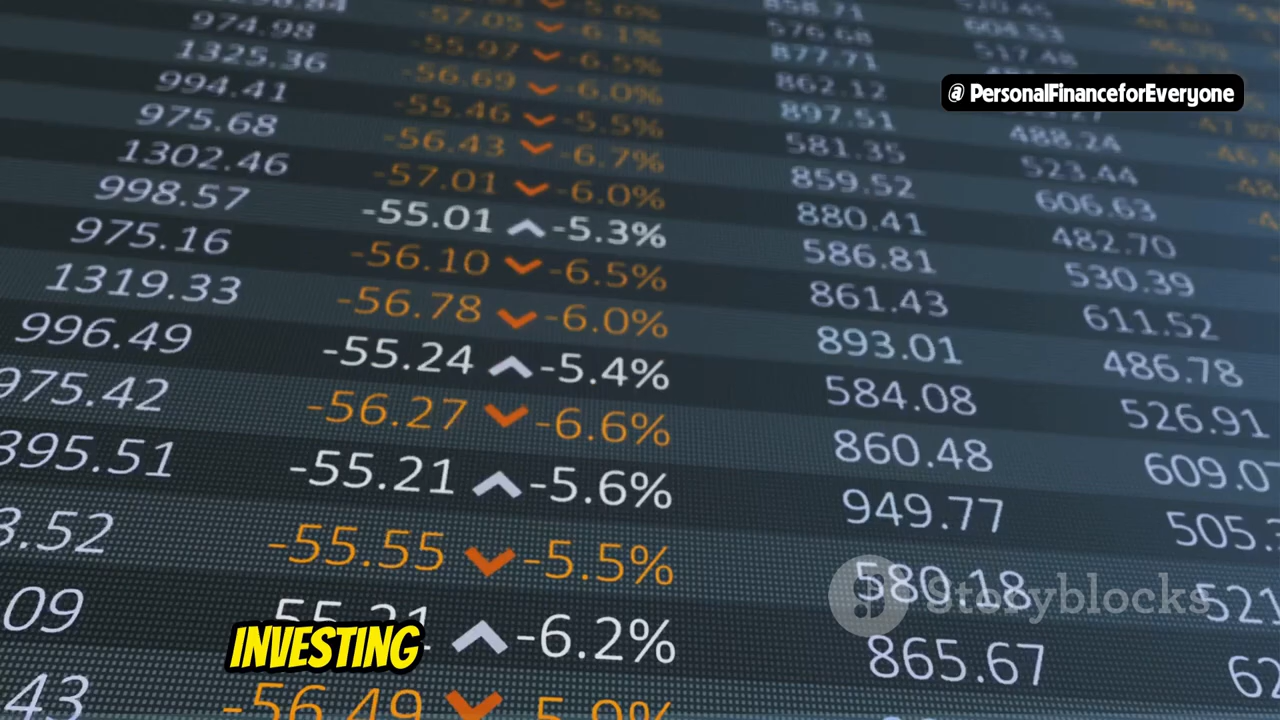 974.98 -57.05 -6.1% 576.68 604.53
1325.36 -55.97 -6.5% 877.71 517.48
994.41 -56.69 -6.0% 862.12
@ PersonalFinanceforEveryone
975.68 -55.46 -5.5% 897.51
1302.46 -56.43 -6.7% 581.35 488.24
998.57 -57.01 -6.0% 859.52 523.44
975.16 -55.01 -5.3% 880.41 606.63
1319.33 -56.10 -6.5% 586.81 482.70
996.49 -56.78 -6.0% 861.43 530.39
975.42 -55.24 -5.4% 893.01 611.52
395.51 -56.27 -6.6% 584.08 486.78
3.52 -55.21 -5.6% 860.48 526.91
09 -55.55 -5.5% 949.77 609.07
43 -6.2% 580.18 505.
INVESTING
Storyblocks
-56.49 865.67 521
62